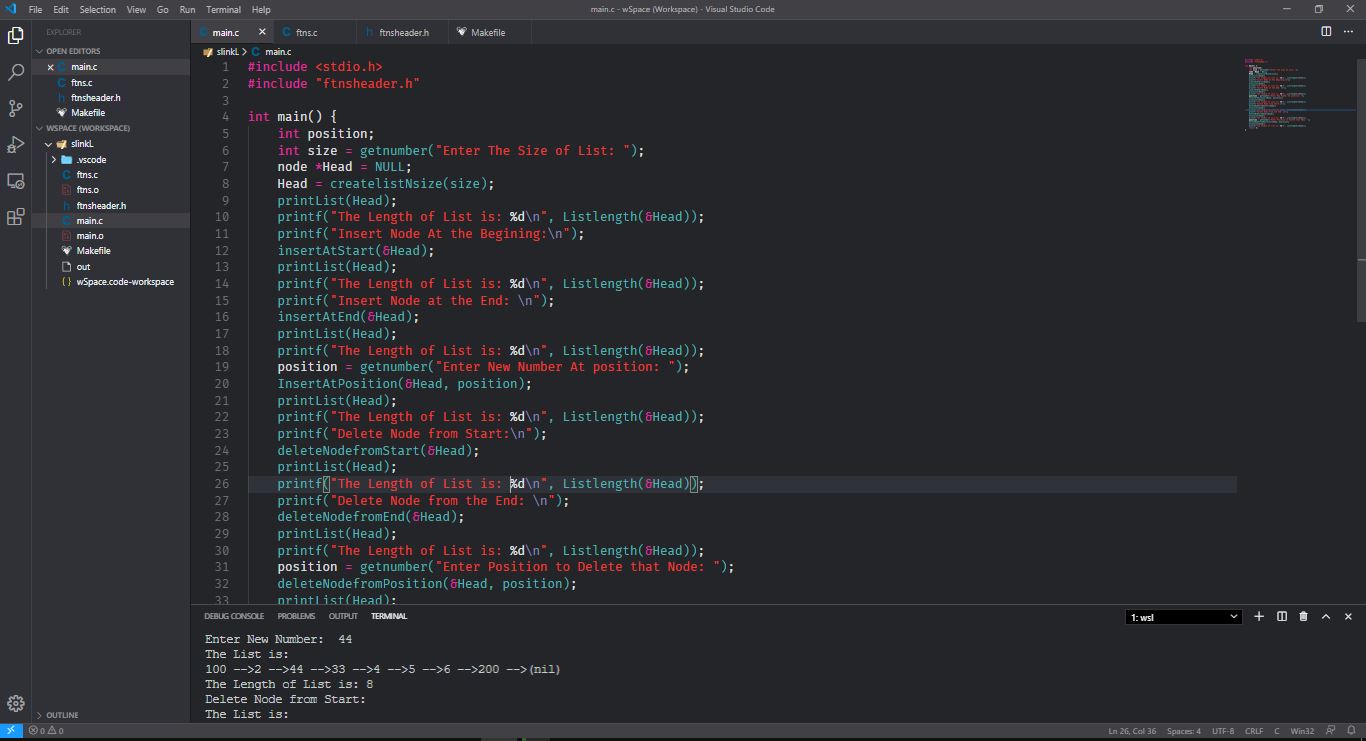 File Edit Selection View Go Run Terminal Help main.c - wSpace (Workspace) - Visual Studio Code
EXPLORER
OPEN EDITORS
main.c
ftns.c
ftnsheader.h
Makefile
WSPACE (WORKSPACE)
slinkL
.vscode
ftns.c
ftns.o
ftnsheader.h
main.c
main.o
Makefile
out
wSpace.code-workspace
OUTLINE
main.c ftns.c ftnsheader.h Makefile
slinkL > main.c
1 #include <stdio.h>
2 #include "ftnsheader.h"
3
4 int main() {
5 int position;
6 int size = getnumber("Enter The Size of List: ");
7 node *Head = NULL;
8 Head = createlistNsize(size);
9 printList(Head);
10 printf("The Length of List is: %d\n", Listlength(&Head));
11 printf("Insert Node At the Begining:\n");
12 insertAtStart(&Head);
13 printList(Head);
14 printf("The Length of List is: %d\n", Listlength(&Head));
15 printf("Insert Node at the End: \n");
16 insertAtEnd(&Head);
17 printList(Head);
18 printf("The Length of List is: %d\n", Listlength(&Head));
19 position = getnumber("Enter New Number At position: ");
20 InsertAtPosition(&Head, position);
21 printList(Head);
22 printf("The Length of List is: %d\n", Listlength(&Head));
23 printf("Delete Node from Start:\n");
24 deleteNodefromStart(&Head);
25 printList(Head);
26 printf("The Length of List is: %d\n", Listlength(&Head));
27 printf("Delete Node from the End: \n");
28 deleteNodefromEnd(&Head);
29 printList(Head);
30 printf("The Length of List is: %d\n", Listlength(&Head));
31 position = getnumber("Enter Position to Delete that Node: ");
32 deleteNodefromPosition(&Head, position);
33 printList(Head);
DEBUG CONSOLE PROBLEMS OUTPUT TERMINAL 1: wsl
Enter New Number:  44
The List is:
100 -->2 -->44 -->33 -->4 -->5 -->6 -->200 -->(nil)
The Length of List is: 8
Delete Node from Start:
The List is:
0 0 Ln 26, Col 36 Spaces: 4 UTF-8 CRLF C Win32